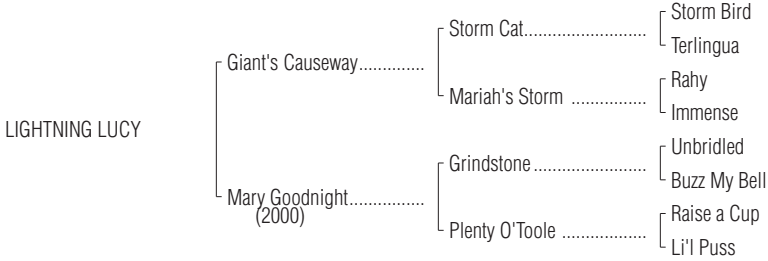 Storm Bird
Storm Cat..........................
Terlingua
Giant's Causeway..............
Rahy
Mariah's Storm ................
Immense
LIGHTNING LUCY
Unbridled
Grindstone ........................
Buzz My Bell
Mary Goodnight................
(2000)
Raise a Cup
Plenty O'Toole ..................
Li'l Puss